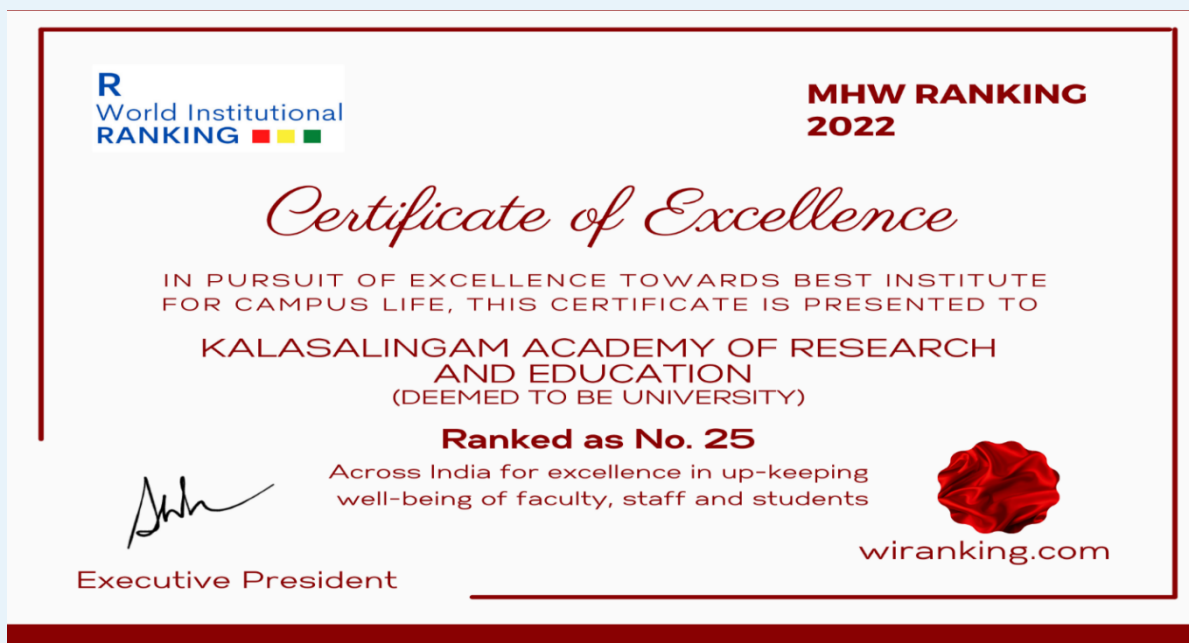 R
World Institutional
RANKING
MHW RANKING
2022
Certificate of Excellence
IN PURSUIT OF EXCELLENCE TOWARDS BEST INSTITUTE
FOR CAMPUS LIFE, THIS CERTIFICATE IS PRESENTED TO
KALASALINGAM ACADEMY OF RESEARCH
AND EDUCATION
(DEEMED TO BE UNIVERSITY)
Ranked as No. 25
Across India for excellence in up-keeping
well-being of faculty, staff and students
wiranking.com
Executive President